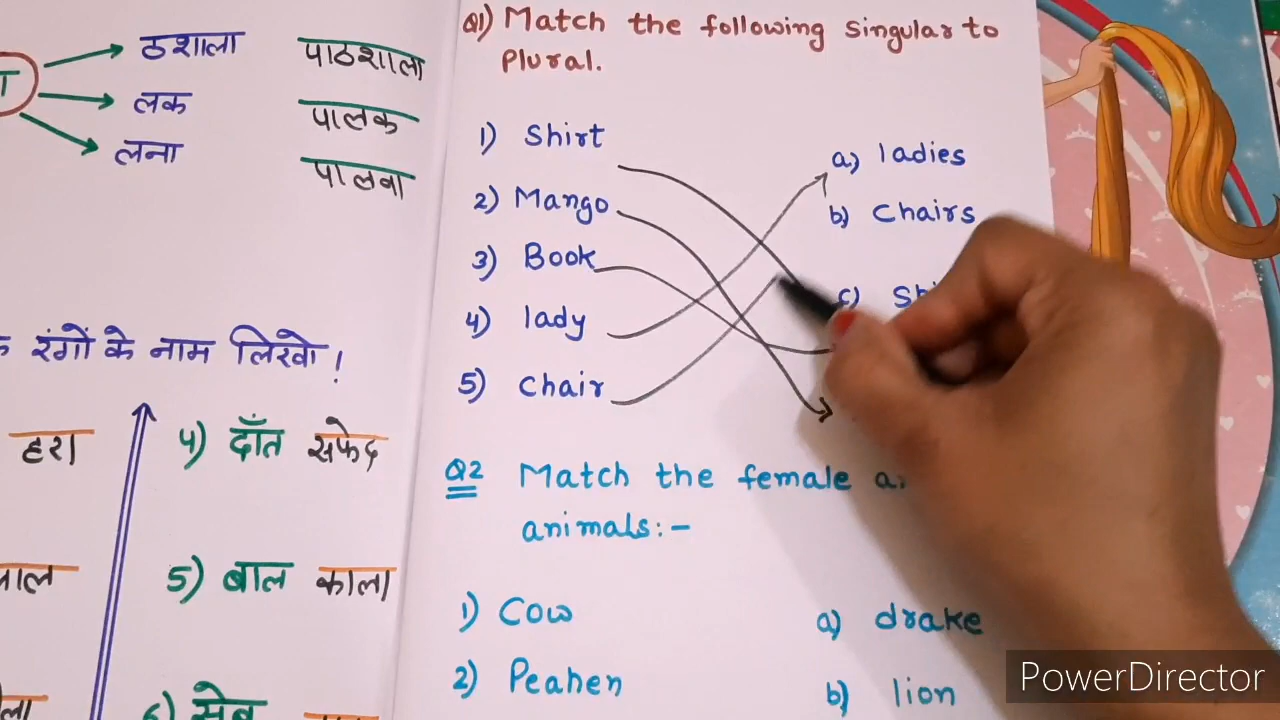 ठशाला पाठशाला
लक पालक
लना पालना
रंगों के नाम लिखो!
हरा
4) दाँत सफेद
5) बाल काला
6) सेब
Q1) Match the following singular to
Plural.
1) Shirt
2) Mango
3) Book
4) lady
5) chair
a) ladies
b) Chairs
c)
Q2 Match the female
animals:-
1) Cow
2) Peahen
a) drake
b) lion
PowerDirector